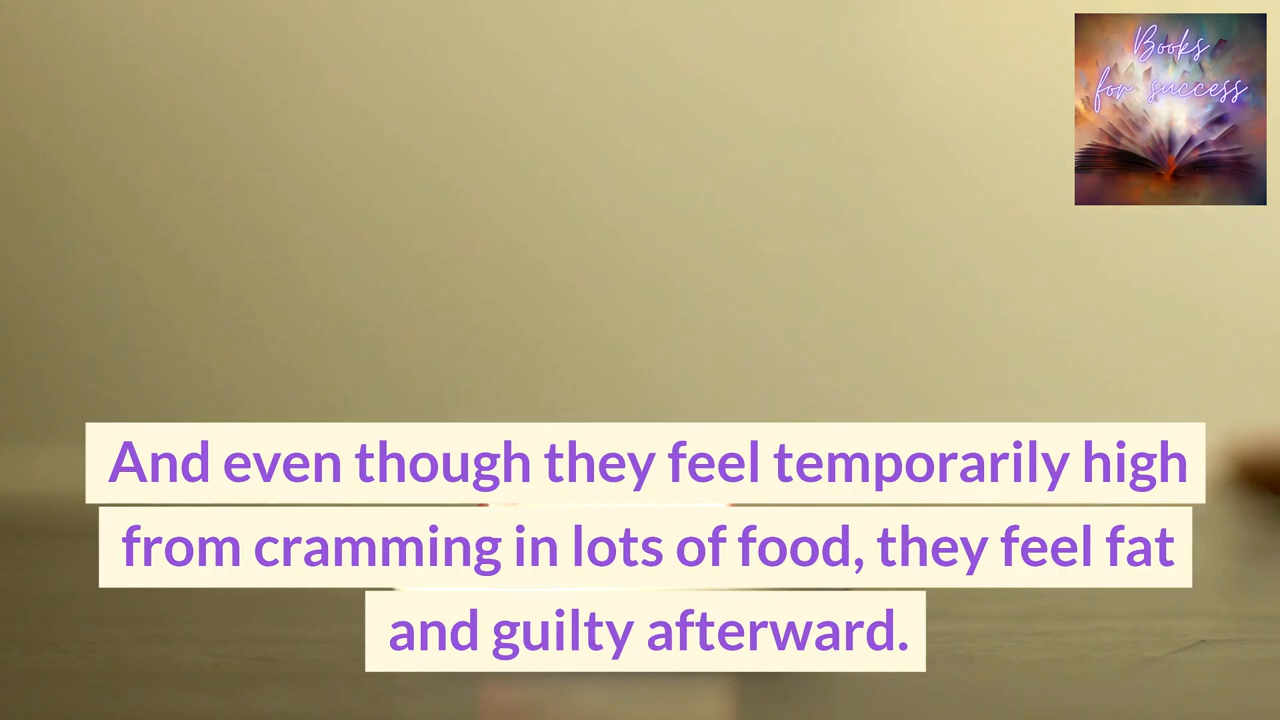 Books
for success
And even though they feel temporarily high
from cramming in lots of food, they feel fat
and guilty afterward.